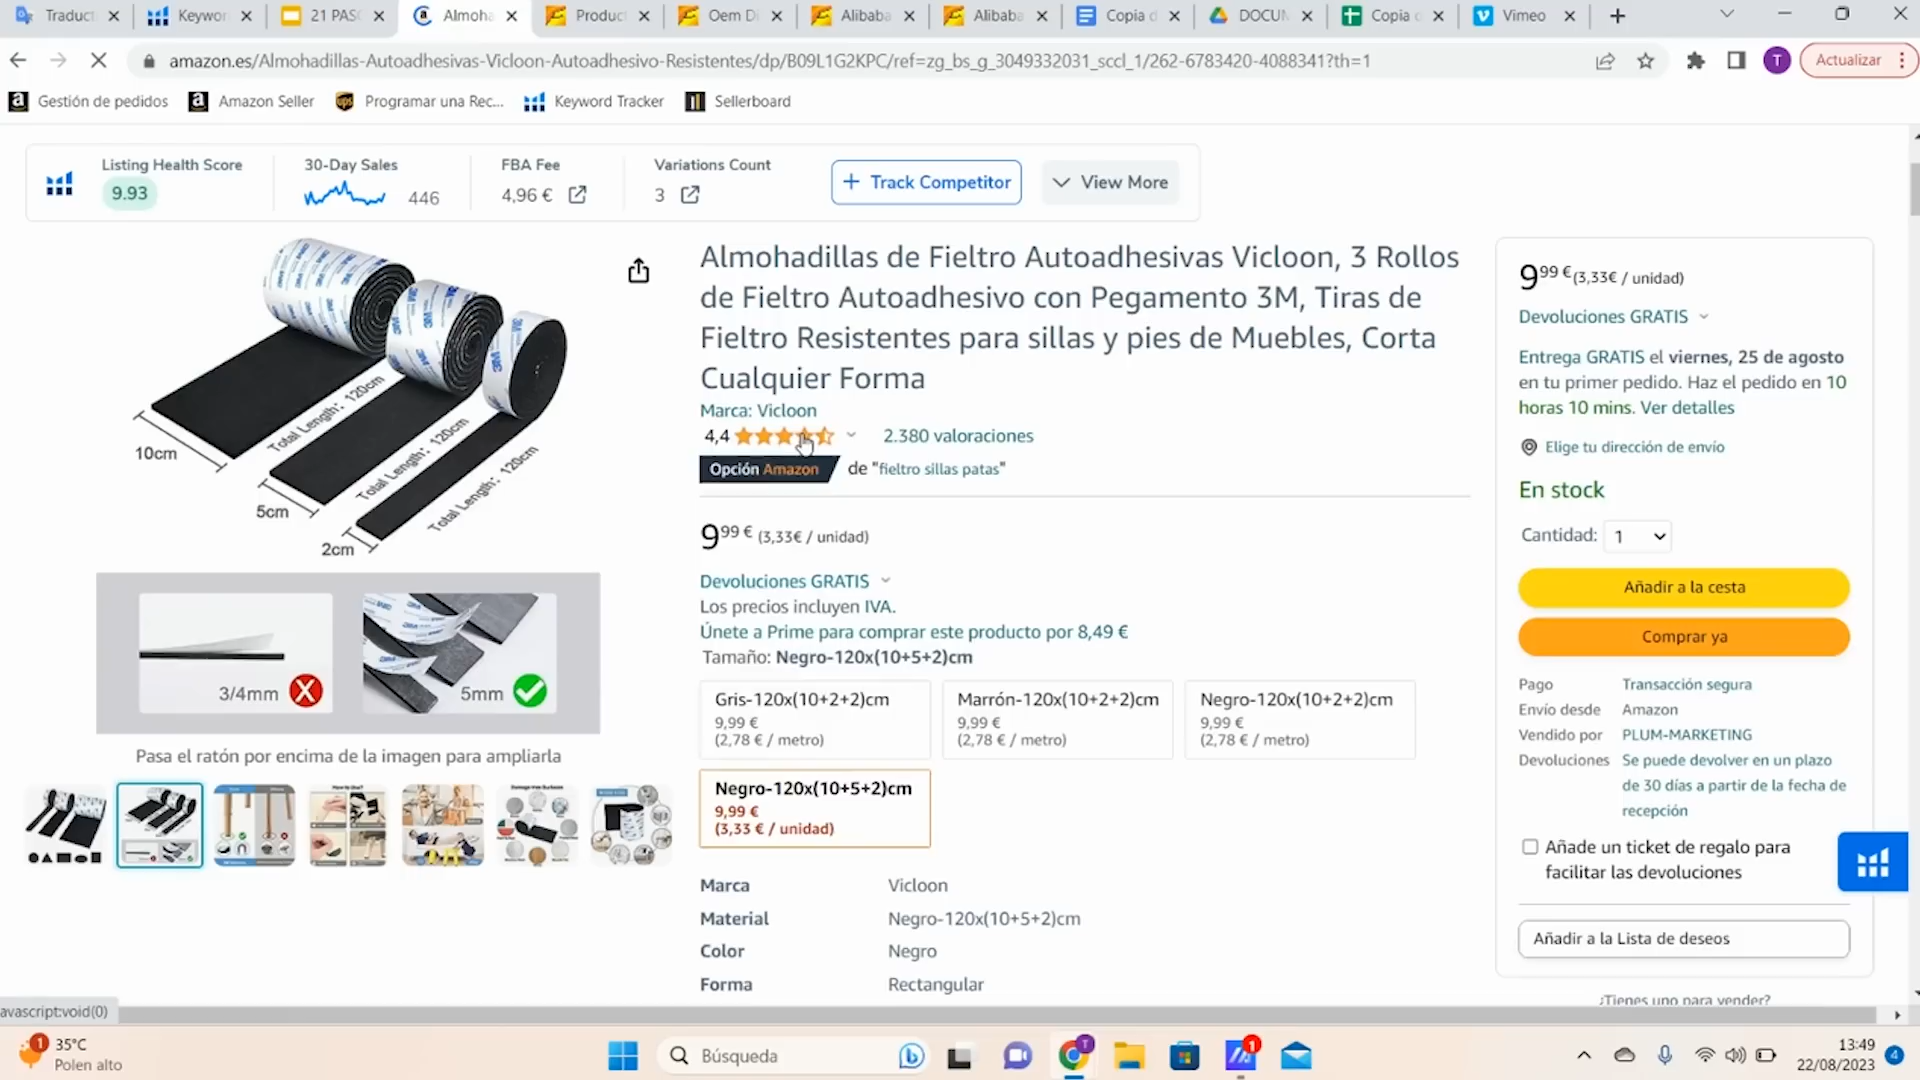 Traduct
Keywor
21 PASO
Almoha
Produc
Oem Di
Alibaba
Alibaba
Copia d
DOCUM
Copia c
Vimeo
amazon.es/Almohadillas-Autoadhesivas-Vicloon-Autoadhesivo-Resistentes/dp/B09L1G2KPC/ref=zg_bs_g_3049332031_sccl_1/262-6783420-4088341?th=1
T
Actualizar
Gestión de pedidos
Amazon Seller
Programar una Rec...
Keyword Tracker
Sellerboard
Listing Health Score
9.93
30-Day Sales
446
FBA Fee
4,96 €
Variations Count
3
+ Track Competitor
View More
10cm
Total Length: 120cm
5cm
Total Length: 120cm
2cm
Total Length: 120cm
3/4mm
5mm
Pasa el ratón por encima de la imagen para ampliarla
Almohadillas de Fieltro Autoadhesivas Vicloon, 3 Rollos
de Fieltro Autoadhesivo con Pegamento 3M, Tiras de
Fieltro Resistentes para sillas y pies de Muebles, Corta
Cualquier Forma
Marca: Vicloon
4,4
2.380 valoraciones
Opción Amazon de "fieltro sillas patas"
9,99 € (3,33€ / unidad)
Devoluciones GRATIS
Los precios incluyen IVA.
Únete a Prime para comprar este producto por 8,49 €
Tamaño: Negro-120x(10+5+2)cm
Gris-120x(10+2+2)cm
9,99 €
(2,78 € / metro)
Marrón-120x(10+2+2)cm
9,99 €
(2,78 € / metro)
Negro-120x(10+2+2)cm
9,99 €
(2,78 € / metro)
Negro-120x(10+5+2)cm
9,99 €
(3,33 € / unidad)
Marca Vicloon
Material Negro-120x(10+5+2)cm
Color Negro
Forma Rectangular
9,99 € (3,33€ / unidad)
Devoluciones GRATIS
Entrega GRATIS el viernes, 25 de agosto
en tu primer pedido. Haz el pedido en 10
horas 10 mins. Ver detalles
Elige tu dirección de envío
En stock
Cantidad: 1
Añadir a la cesta
Comprar ya
Pago Transacción segura
Envío desde Amazon
Vendido por PLUM-MARKETING
Devoluciones Se puede devolver en un plazo
de 30 días a partir de la fecha de
recepción
Añade un ticket de regalo para
facilitar las devoluciones
Añadir a la Lista de deseos
¿Tienes uno para vender?
avascript:void(0)
1
35°C
Polen alto
Búsqueda
T
1
13:49
22/08/2023
4